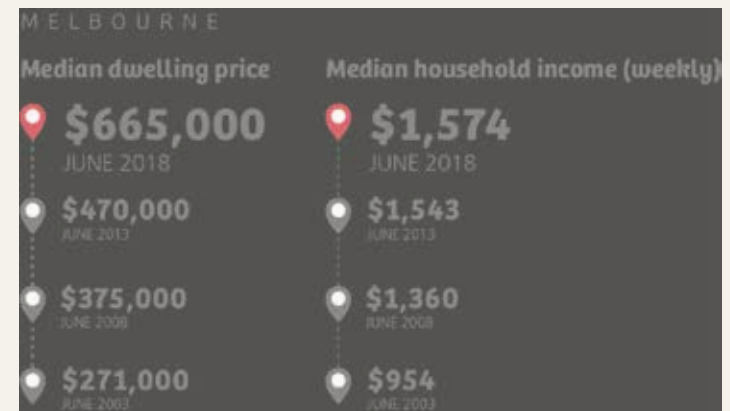 MELBOURNE
Median dwelling price
$665,000
JUNE 2018
$470,000
JUNE 2013
$375,000
JUNE 2008
$271,000
JUNE 2003
Median household income (weekly)
$1,574
JUNE 2018
$1,543
JUNE 2013
$1,360
JUNE 2008
$954
JUNE 2003